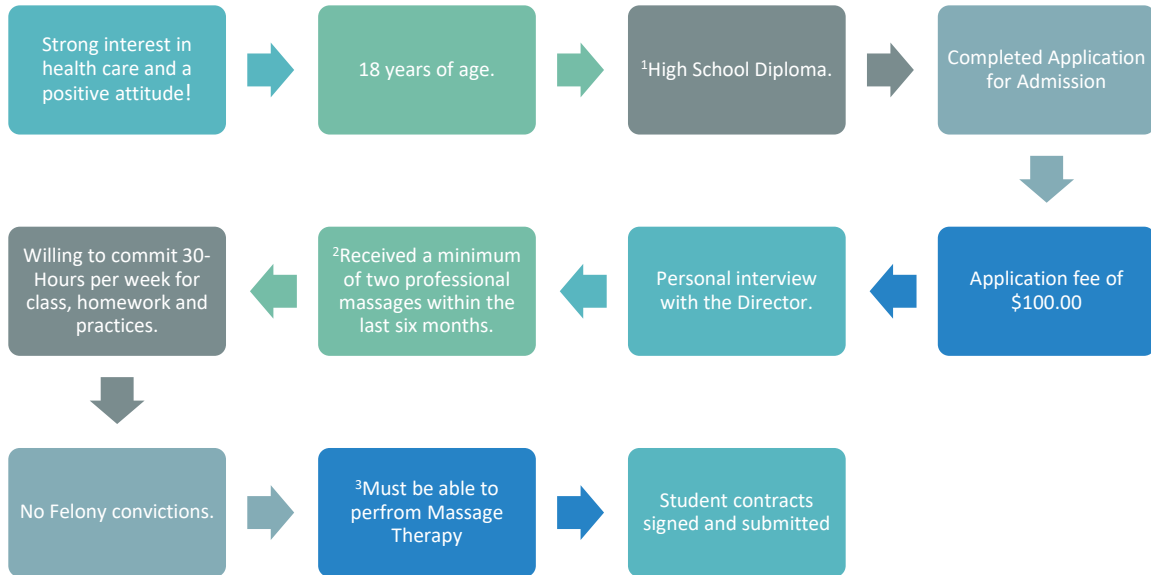 Strong interest in
health care and a
positive attitude!
18 years of age.
¹High School Diploma.
Completed Application
for Admission
Application fee of
$100.00
Personal interview
with the Director.
²Received a minimum
of two professional
massages within the
last six months.
Willing to commit 30-
Hours per week for
class, homework and
practices.
No Felony convictions.
³Must be able to
perfrom Massage
Therapy
Student contracts
signed and submitted